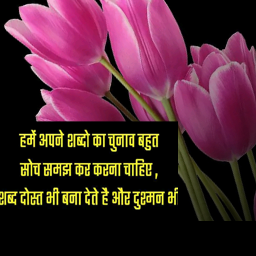 हमें अपने शब्दो का चुनाव बहुत
सोच समझ कर करना चाहिए ,
शब्द दोस्त भी बना देते है और दुश्मन भी